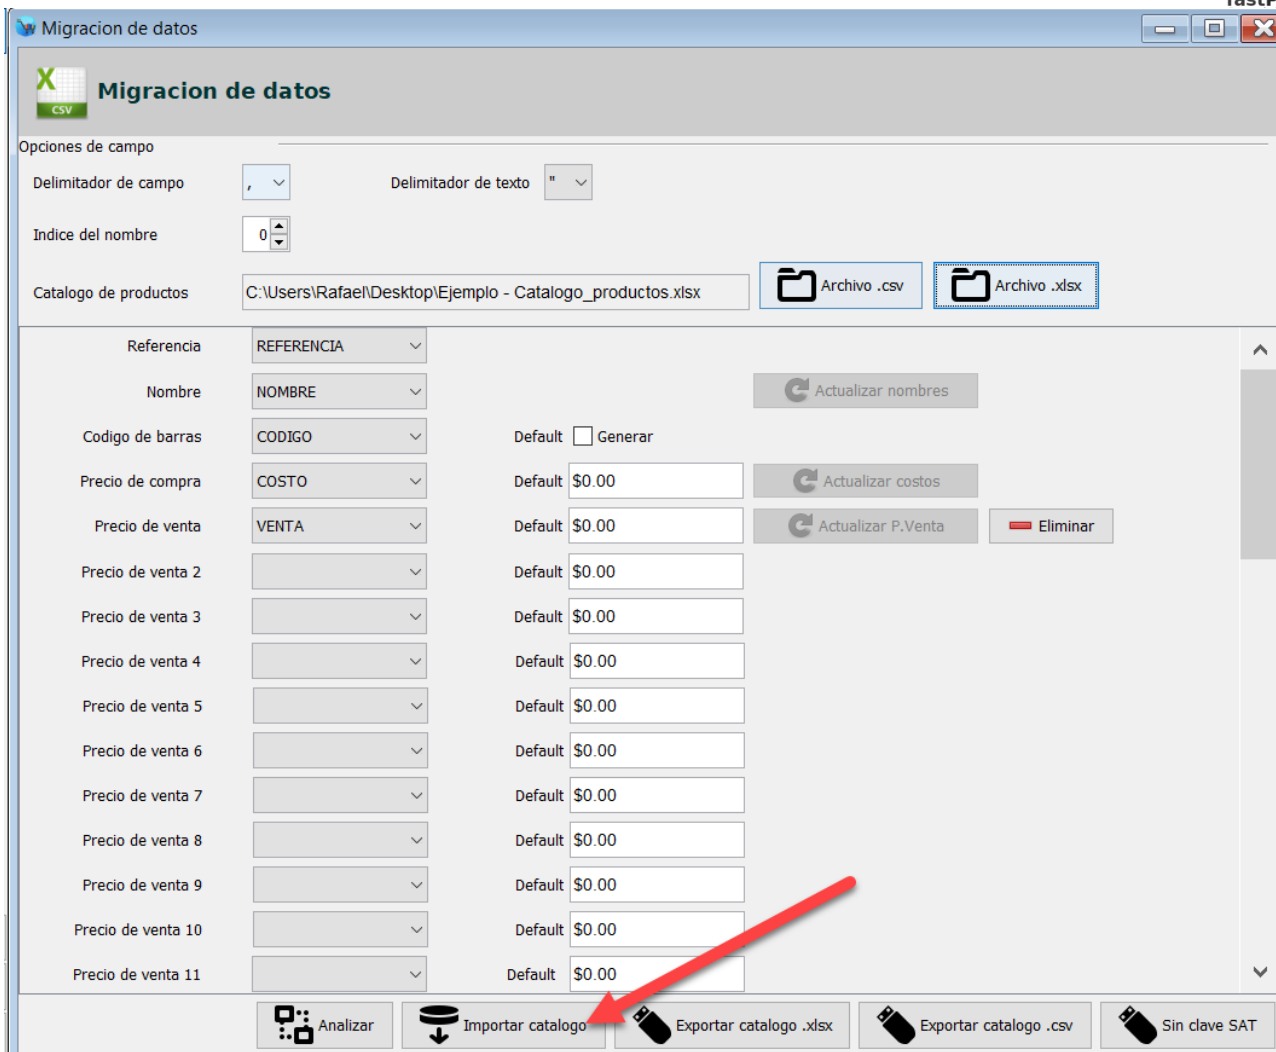 fastP
Migracion de datos
X
CSV
Migracion de datos
Opciones de campo
Delimitador de campo , Delimitador de texto "
Indice del nombre 0
Catalogo de productos C:\Users\Rafael\Desktop\Ejemplo - Catalogo_productos.xlsx Archivo .csv Archivo .xlsx
Referencia REFERENCIA
Nombre NOMBRE Actualizar nombres
Codigo de barras CODIGO Default Generar
Precio de compra COSTO Default $0.00 Actualizar costos
Precio de venta VENTA Default $0.00 Actualizar P.Venta Eliminar
Precio de venta 2 Default $0.00
Precio de venta 3 Default $0.00
Precio de venta 4 Default $0.00
Precio de venta 5 Default $0.00
Precio de venta 6 Default $0.00
Precio de venta 7 Default $0.00
Precio de venta 8 Default $0.00
Precio de venta 9 Default $0.00
Precio de venta 10 Default $0.00
Precio de venta 11 Default $0.00
Analizar Importar catalogo Exportar catalogo .xlsx Exportar catalogo .csv Sin clave SAT